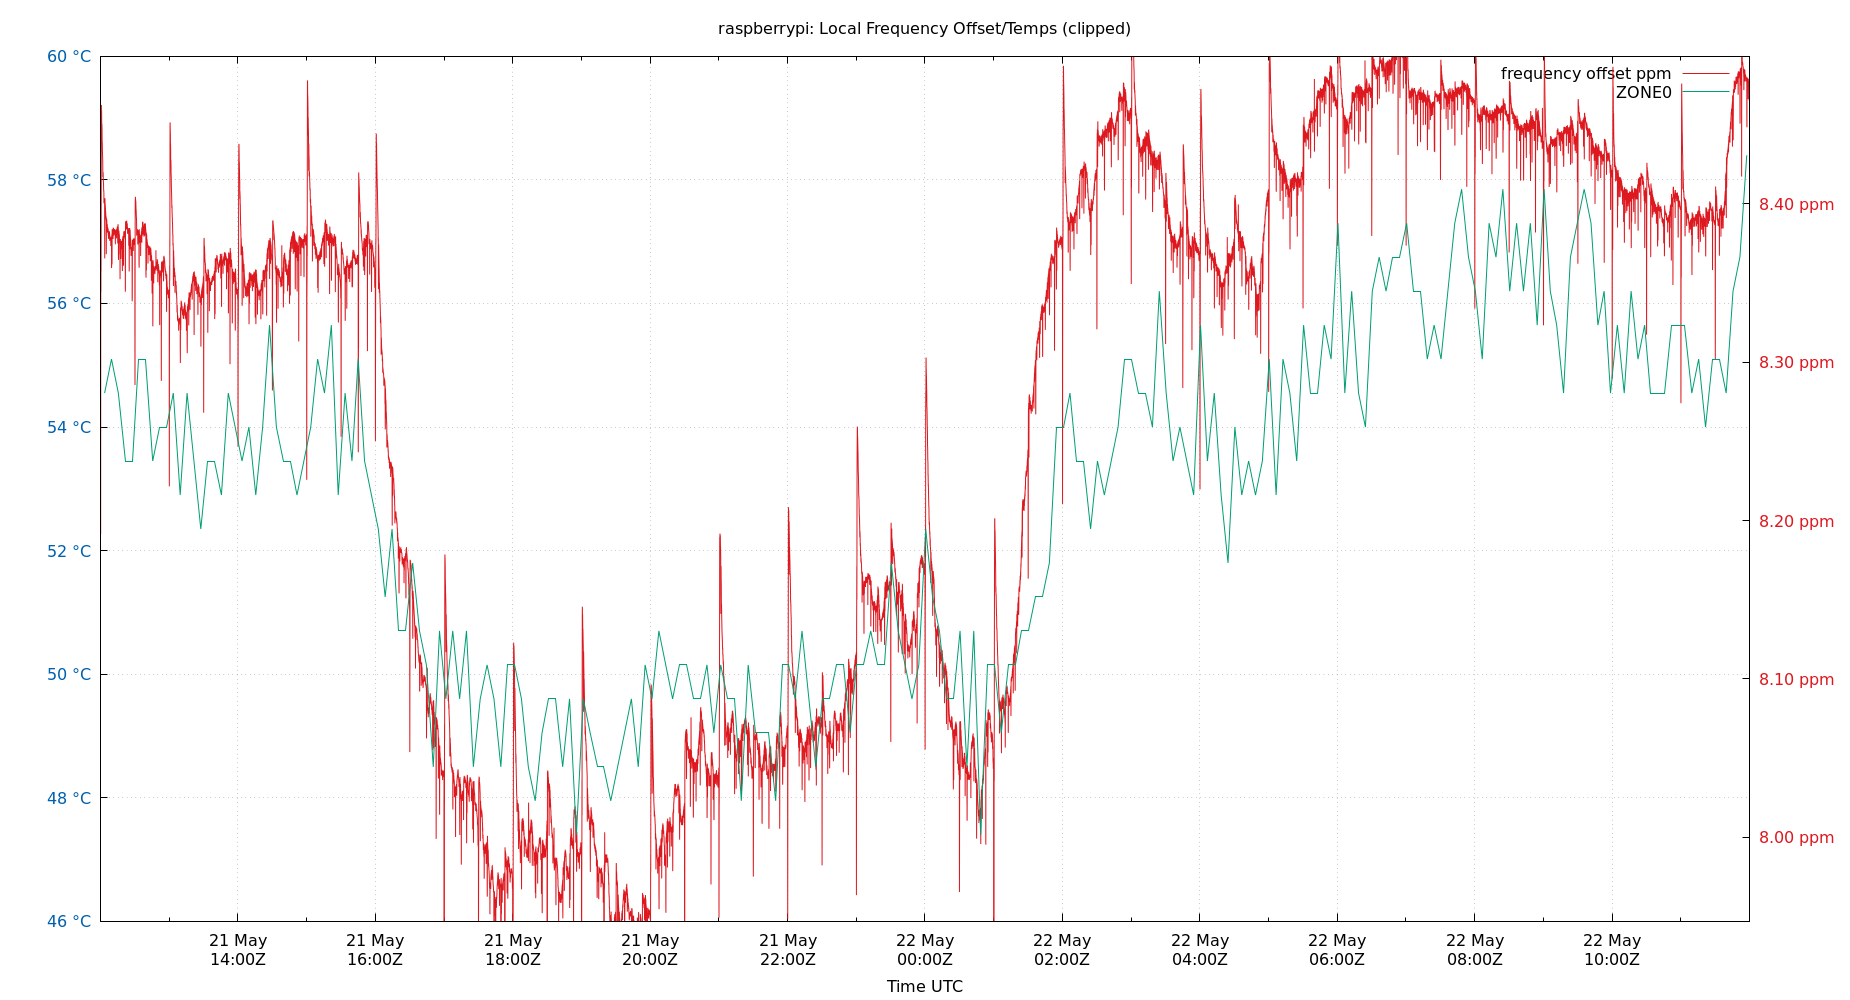 raspberrypi: Local Frequency Offset/Temps (clipped)
frequency offset ppm
ZONE0
60 °C
58 °C
56 °C
54 °C
52 °C
50 °C
48 °C
46 °C
8.40 ppm
8.30 ppm
8.20 ppm
8.10 ppm
8.00 ppm
21 May
14:00Z
21 May
16:00Z
21 May
18:00Z
21 May
20:00Z
21 May
22:00Z
22 May
00:00Z
22 May
02:00Z
22 May
04:00Z
22 May
06:00Z
22 May
08:00Z
22 May
10:00Z
Time UTC